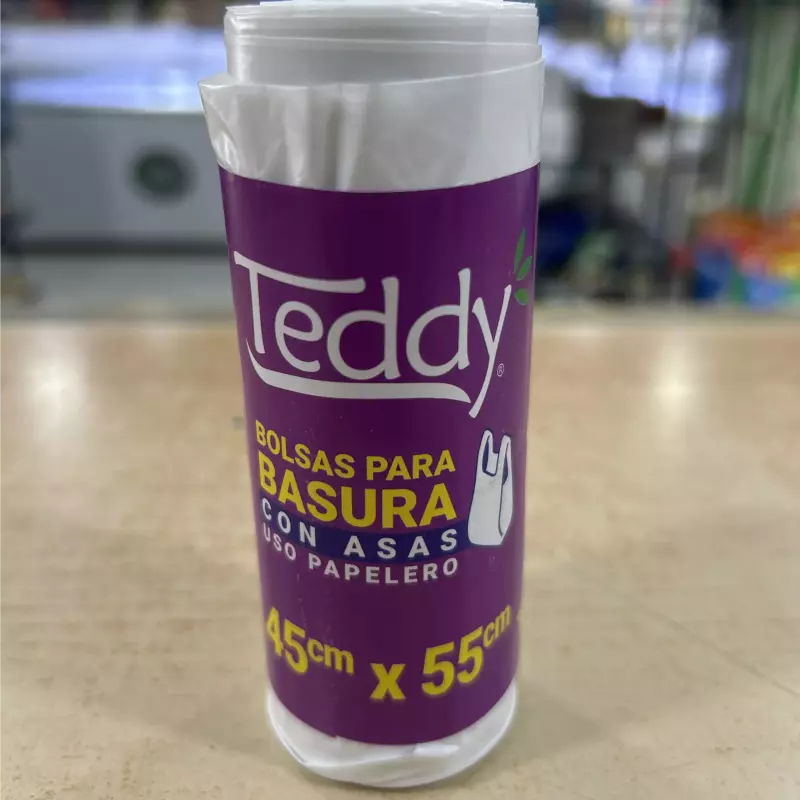 Teddy®
BOLSAS PARA
BASURA
CON ASAS
USO PAPELERO
45cm x 55cm